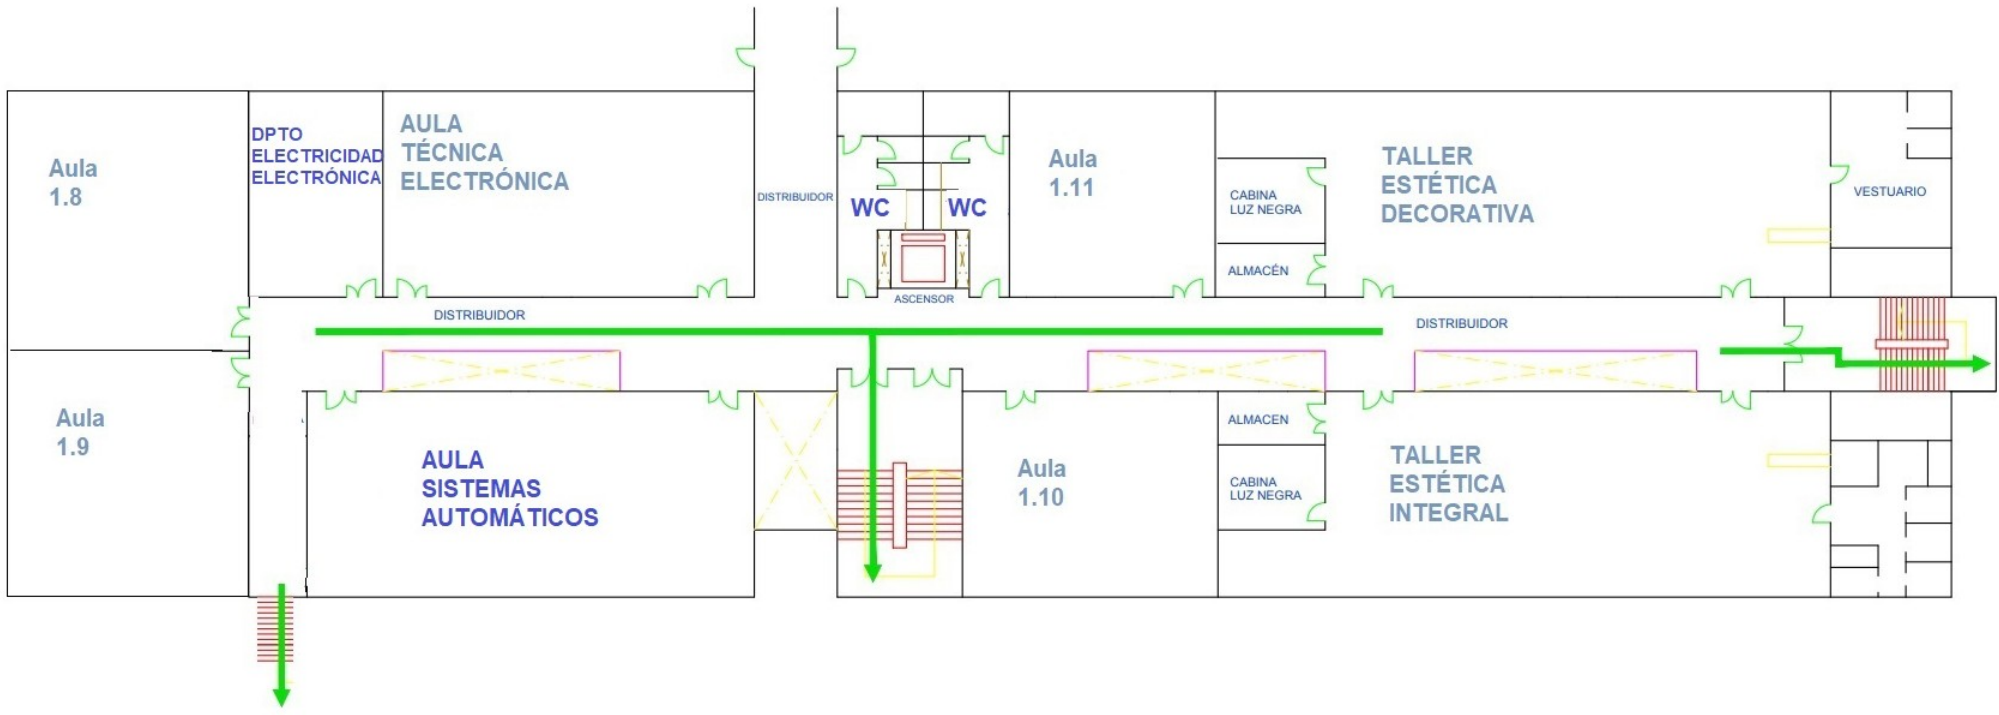 Aula
1.8
DPTO
ELECTRICIDAD
ELECTRÓNICA
AULA
TÉCNICA
ELECTRÓNICA
DISTRIBUIDOR
WC
WC
ASCENSOR
Aula
1.11
CABINA
LUZ NEGRA
ALMACÉN
TALLER
ESTÉTICA
DECORATIVA
VESTUARIO
DISTRIBUIDOR
DISTRIBUIDOR
Aula
1.9
AULA
SISTEMAS
AUTOMÁTICOS
Aula
1.10
ALMACEN
CABINA
LUZ NEGRA
TALLER
ESTÉTICA
INTEGRAL